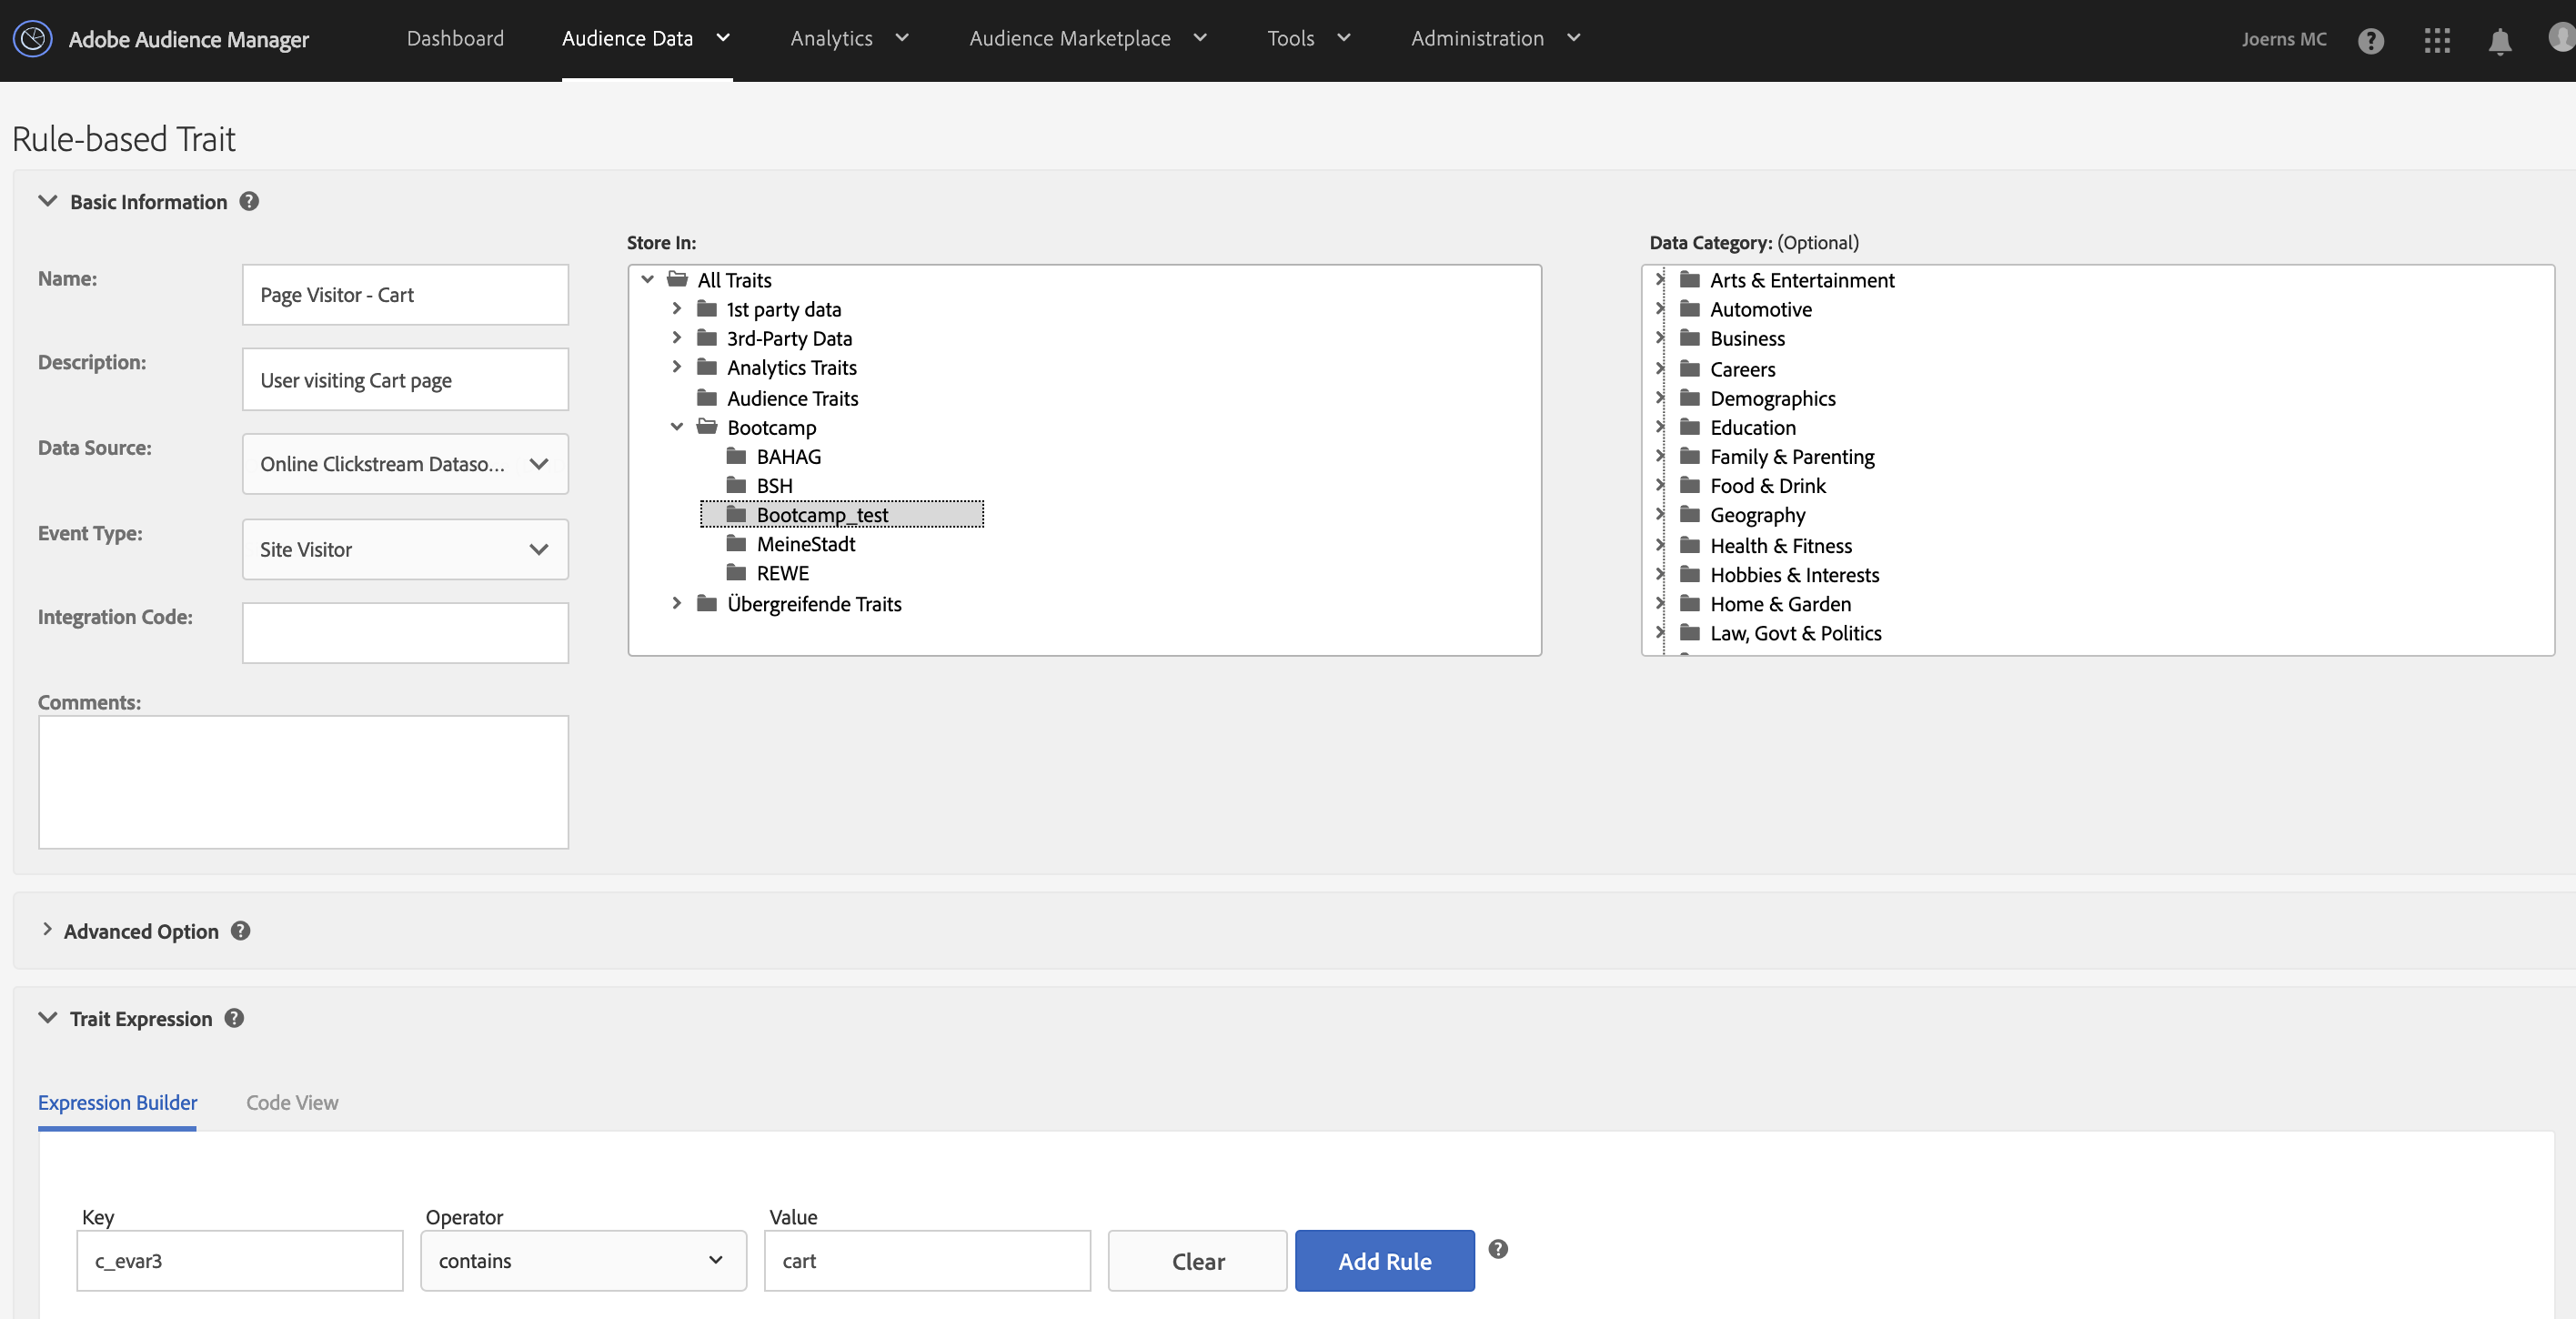 Adobe Audience Manager
Dashboard
Audience Data
Analytics
Audience Marketplace
Tools
Administration
Joerns MC
Rule-based Trait
Basic Information
Name:
Page Visitor - Cart
Description:
User visiting Cart page
Data Source:
Online Clickstream Dataso...
Event Type:
Site Visitor
Integration Code:
Comments:
Store In:
All Traits
1st party data
3rd-Party Data
Analytics Traits
Audience Traits
Bootcamp
BAHAG
BSH
Bootcamp_test
MeineStadt
REWE
Übergreifende Traits
Data Category: (Optional)
Arts & Entertainment
Automotive
Business
Careers
Demographics
Education
Family & Parenting
Food & Drink
Geography
Health & Fitness
Hobbies & Interests
Home & Garden
Law, Govt & Politics
Advanced Option
Trait Expression
Expression Builder
Code View
Key
Operator
Value
c_evar3
contains
cart
Clear
Add Rule